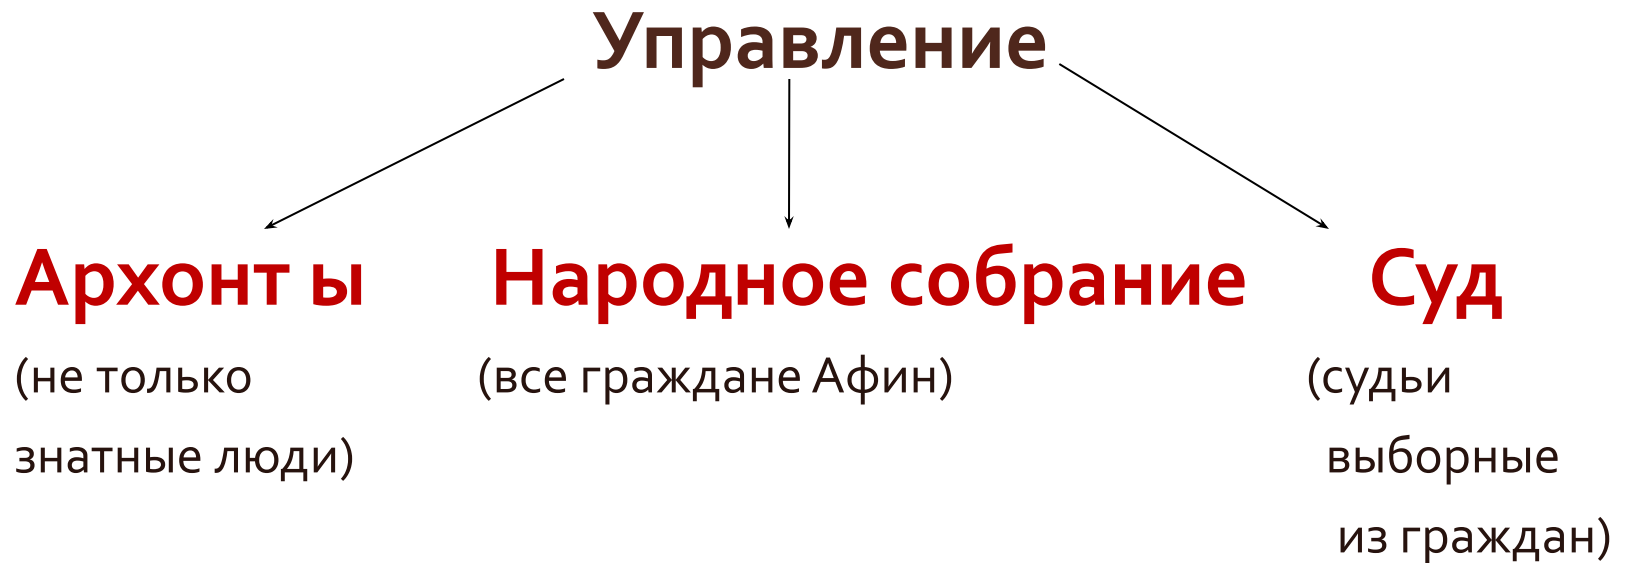 Управление
Архонт ы Народное собрание Суд
(не только (все граждане Афин) (судьи
знатные люди) выборные
из граждан)